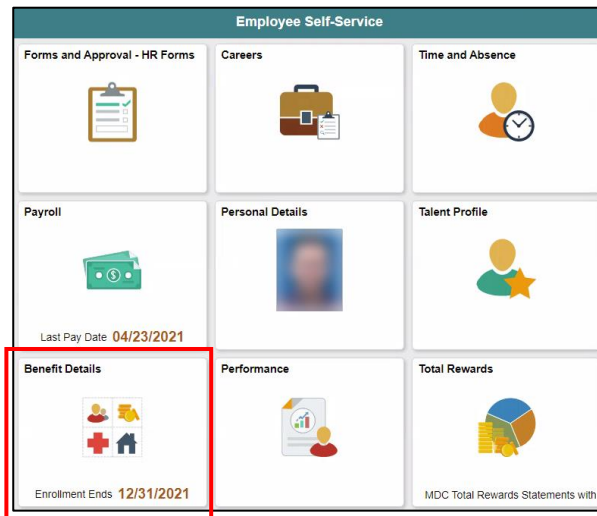 Employee Self-Service
Forms and Approval - HR Forms
Careers
Time and Absence
Payroll
Last Pay Date 04/23/2021
Personal Details
Talent Profile
Benefit Details
Enrollment Ends 12/31/2021
Performance
Total Rewards
MDC Total Rewards Statements with